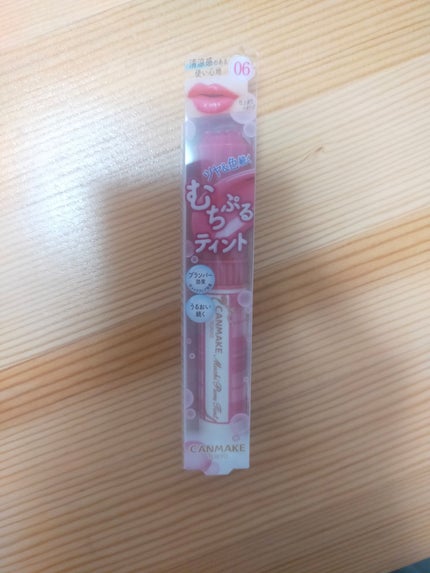 清涼感のある
使い心地
06
ツヤ&色続く
むちぷる
ティント
プランパー
効果
うるおい
続く
CANMAKE
CANMAKE